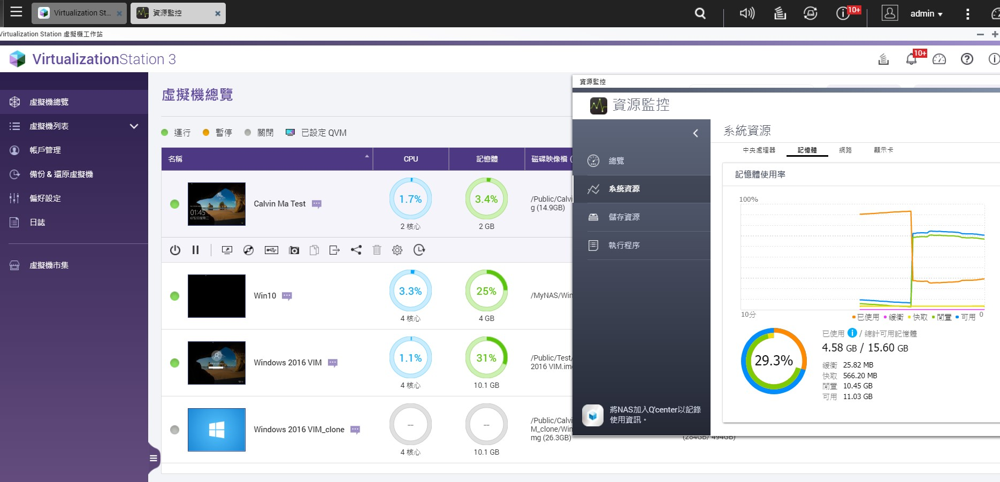 Virtualization St...
資源監控
10+
admin
Virtualization Station 虛擬機工作站
VirtualizationStation 3
10+
虛擬機總覽
虛擬機列表
帳戶管理
備份 & 還原虛擬機
偏好設定
日誌
虛擬機市集
虛擬機總覽
運行 暫停 關閉 已設定 QVM
名稱 CPU 記憶體 磁碟映像檔 (
01:45
Calvin Ma Test
1.7%
2 核心
3.4%
2 GB
/Public/Calvi
g (14.9GB)
Win10
3.3%
4 核心
25%
4 GB
/MyNAS/Win
Windows 2016 VIM
1.1%
4 核心
31%
10.1 GB
/Public/Test/
2016 VIM.im
Windows 2016 VIM_clone
--
4 核心
--
10.1 GB
/Public/Calvi
M_clone/Win
mg (26.3GB)
(284GB/ 494GB)
資源監控
資源監控
總覽
系統資源
儲存資源
執行程序
將NAS加入Q'center以記錄
使用資訊。
系統資源
中央處理器 記憶體 網路 顯示卡
記憶體使用率
100%
10分 0
已使用 緩衝 快取 閒置 可用
29.3%
已使用 / 總計可用記憶體
4.58 GB / 15.60 GB
緩衝 25.82 MB
快取 566.20 MB
閒置 10.45 GB
可用 11.03 GB